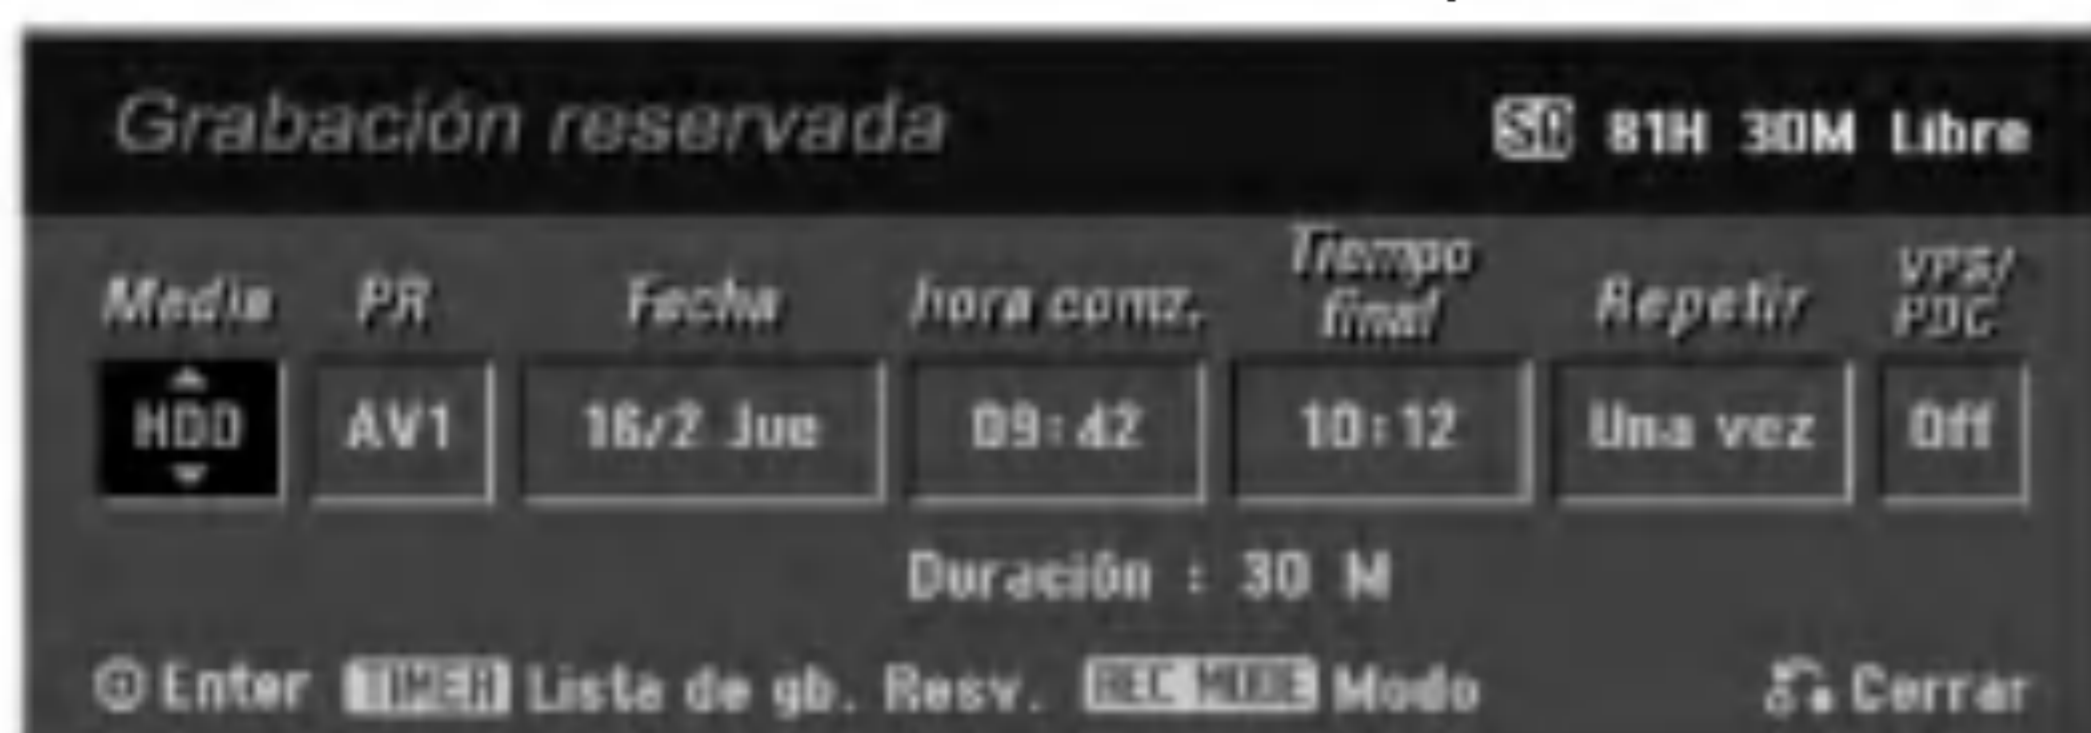 Grabación reservada
81H 30M Libre
Media PR Fecha hora comz. Tiempo final Repetir VPS/PDC
HDD AV1 16/2 Jue 09:42 10:12 Una vez Off
Duración : 30 M
Enter TIMER Lista de gb. Resv. REC MODE Modo Cerrar